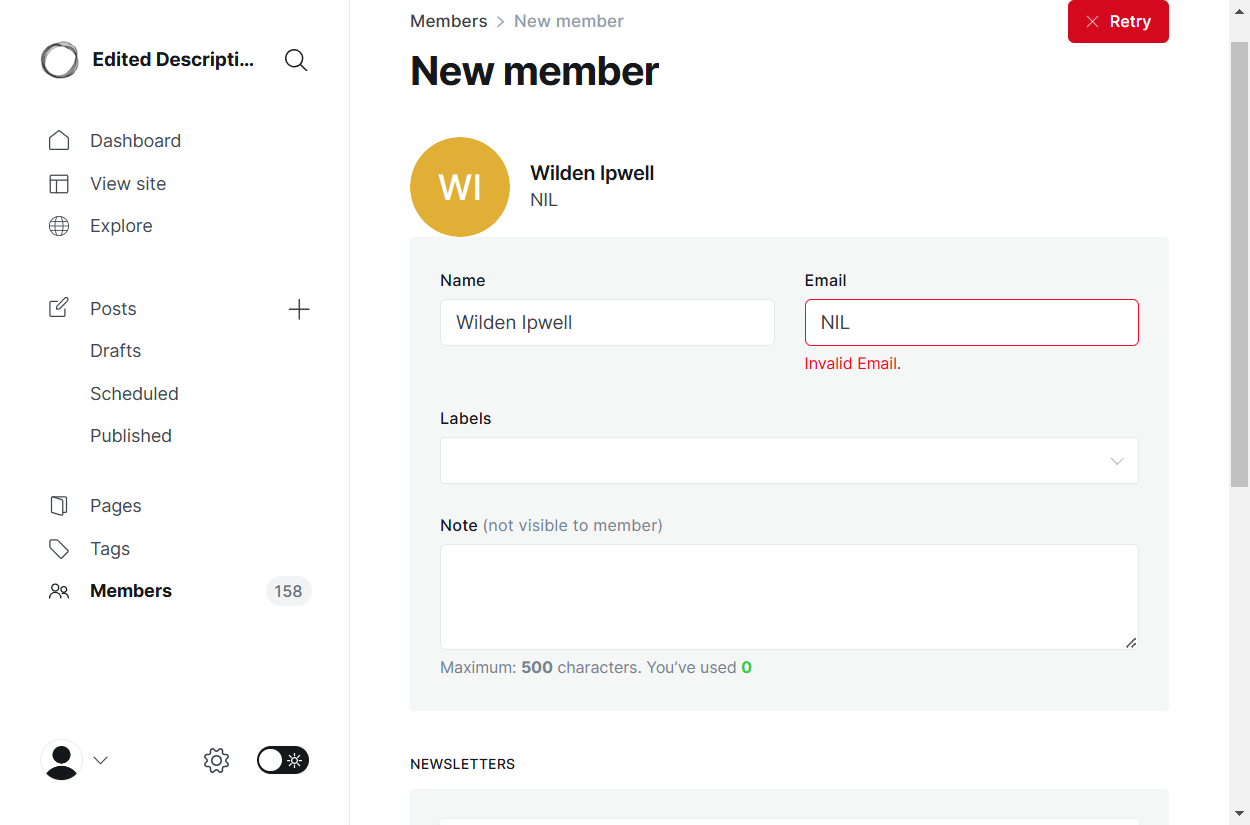 Edited Descripti...
Dashboard
View site
Explore
Posts
Drafts
Scheduled
Published
Pages
Tags
Members 158
Members > New member
Retry
New member
WI
Wilden Ipwell
NIL
Name
Wilden Ipwell
Email
NIL
Invalid Email.
Labels
Note (not visible to member)
Maximum: 500 characters. You’ve used 0
NEWSLETTERS